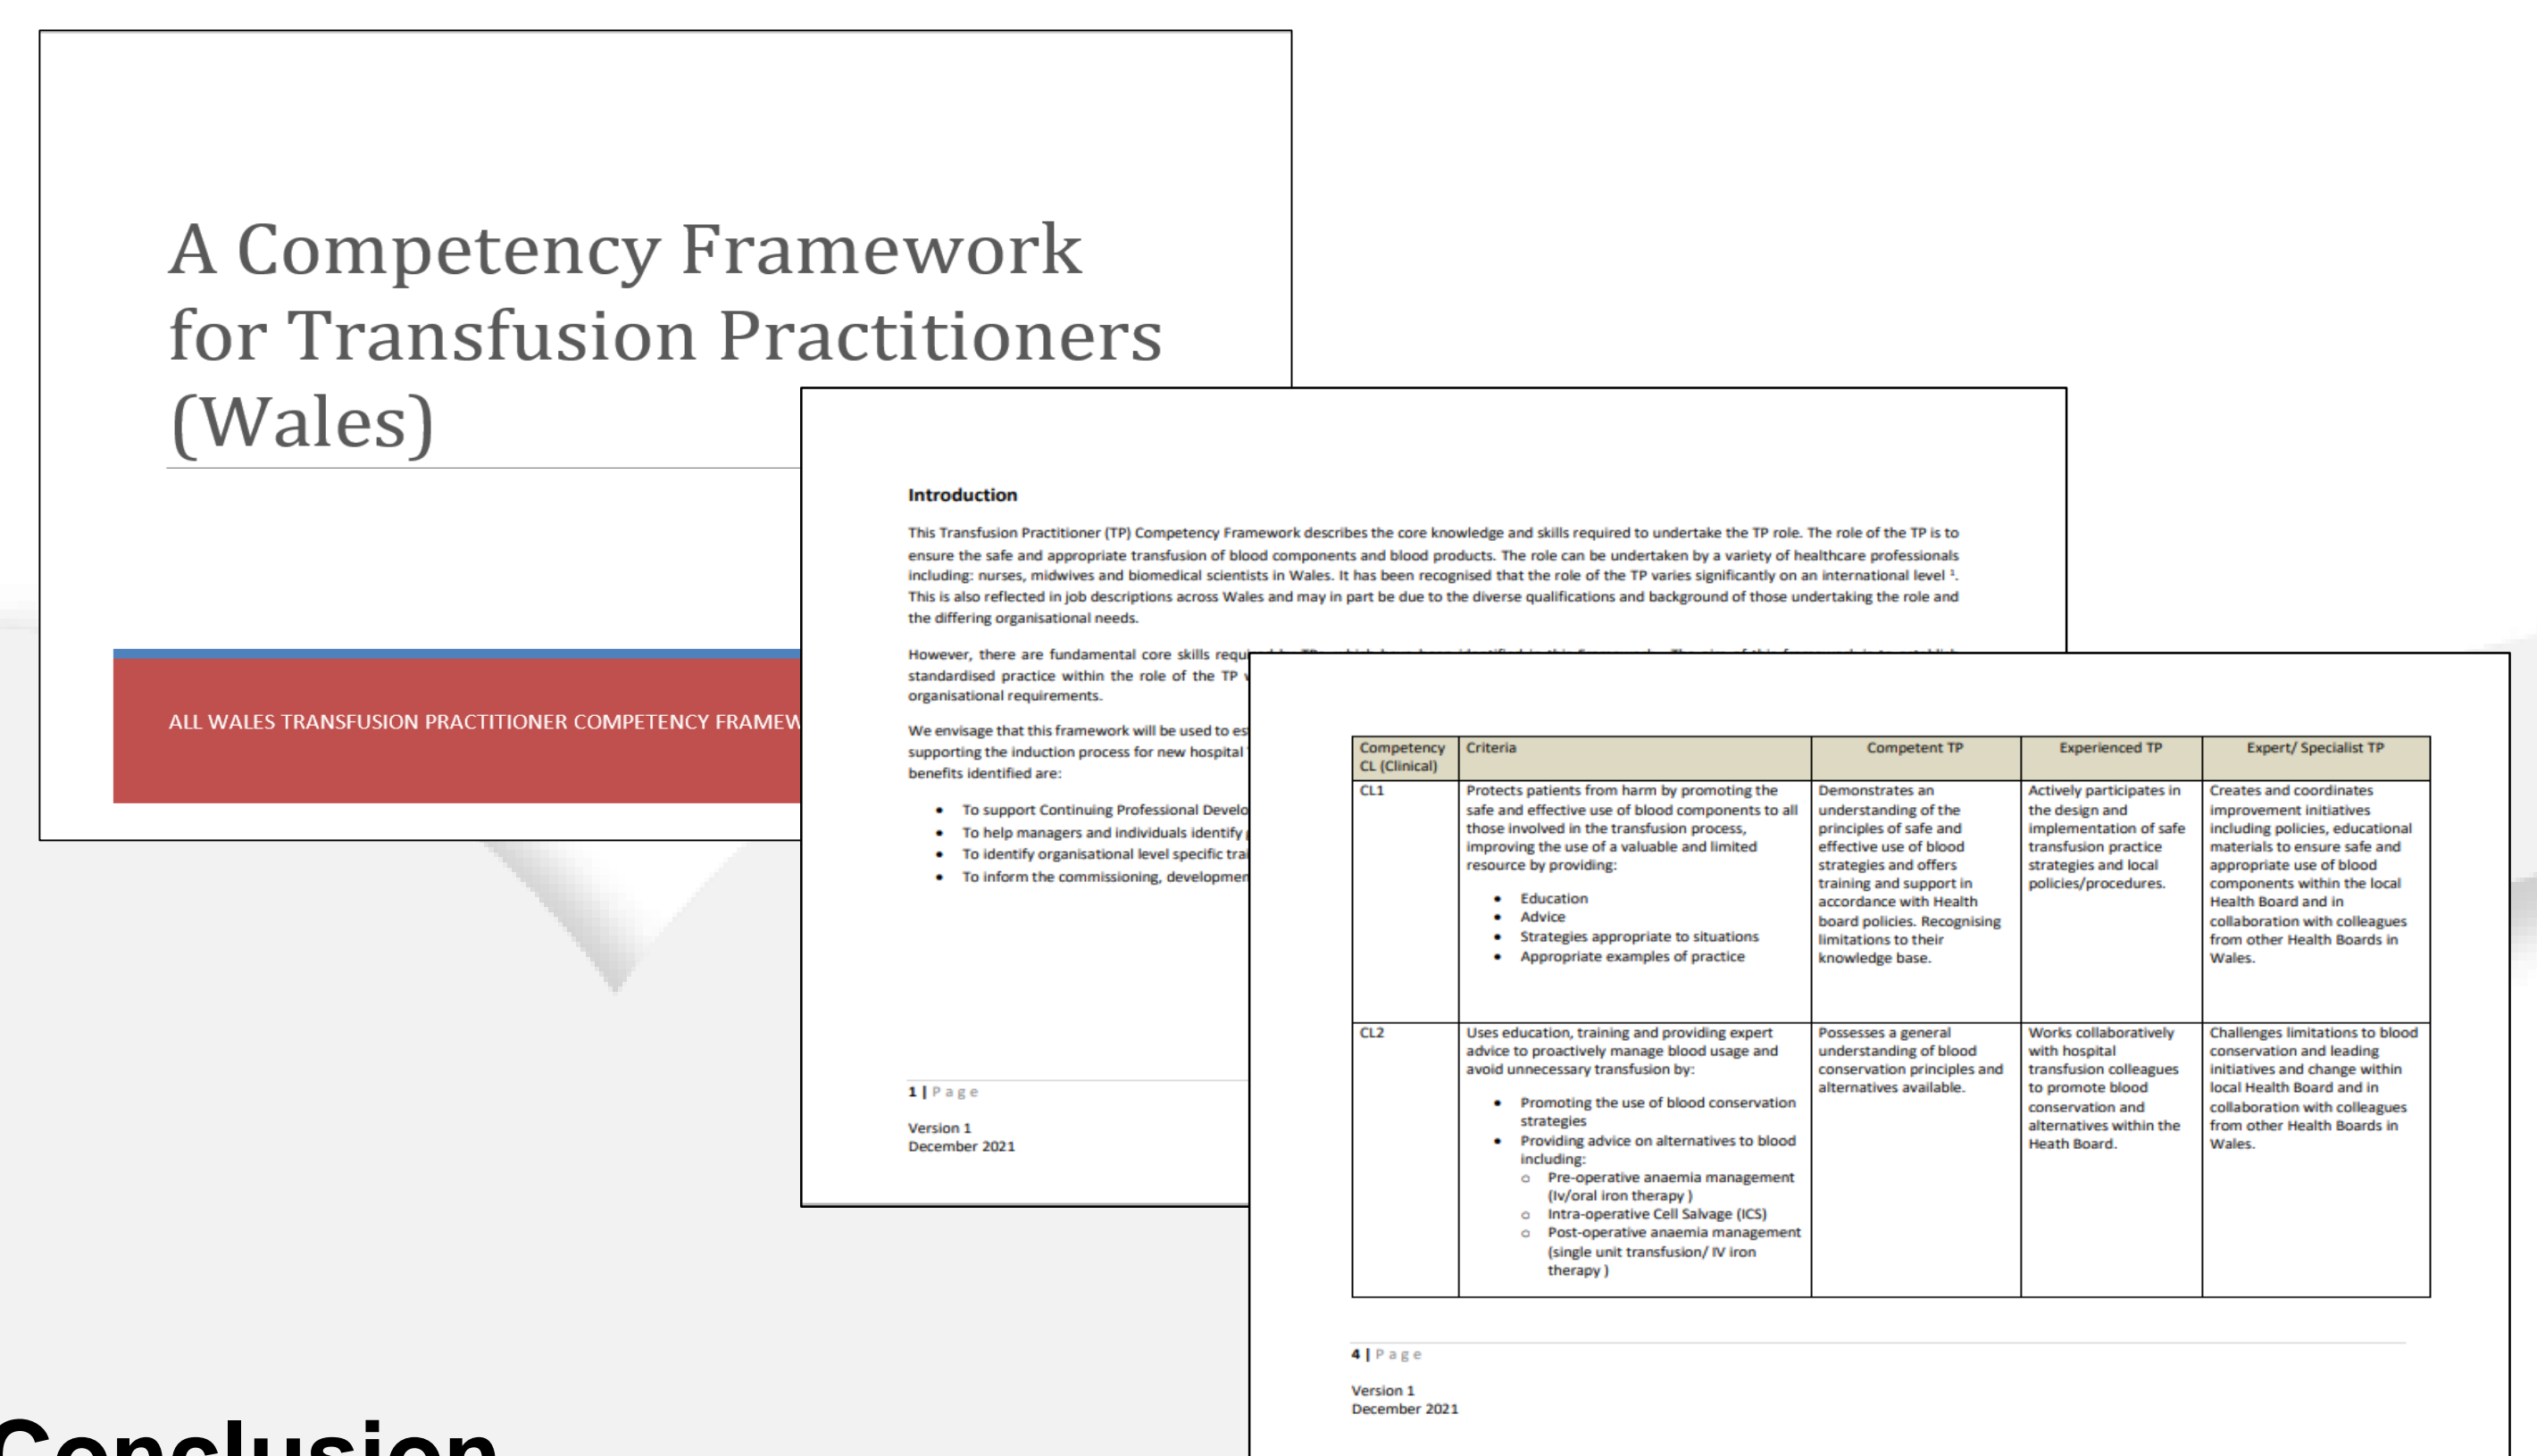 A Competency Framework
for Transfusion Practitioners
(Wales)
ALL WALES TRANSFUSION PRACTITIONER COMPETENCY
Introduction
This Transfusion Practitioner (TP) Competency Framework describes the core knowledge and skills required to undertake the TP role. The role of the TP is to
ensure the safe and appropriate transfusion of blood components and blood products. The role can be undertaken by a variety of healthcare professionals
including: nurses, midwives and biomedical scientists in Wales. It has been recognised that the role of the TP varies significantly on an international level ¹.
This is also reflected in job descriptions across Wales and may in part be due to the diverse qualifications and background of those undertaking the role and
the differing organisational needs.
However, there are fundamental core skills
standardised practice within the role of the TP
organisational requirements.
We envisage that this framework will be used to
supporting the induction process for new hospital
benefits identified are:
• To support Continuing Professional
• To help managers and individuals identify
• To identify organisational level specific
• To inform the commissioning,
1 | Page
Version 1
December 2021
Competency CL (Clinical)
Criteria
Competent TP
Experienced TP
Expert/ Specialist TP
CL1
Protects patients from harm by promoting the
safe and effective use of blood components to all
those involved in the transfusion process,
improving the use of a valuable and limited
resource by providing:
• Education
• Advice
• Strategies appropriate to situations
• Appropriate examples of practice
Demonstrates an
understanding of the
principles of safe and
effective use of blood
strategies and offers
training and support in
accordance with Health
board policies. Recognising
limitations to their
knowledge base.
Actively participates in
the design and
implementation of safe
transfusion practice
strategies and local
policies/procedures.
Creates and coordinates
improvement initiatives
including policies, educational
materials to ensure safe and
appropriate use of blood
components within the local
Health Board and in
collaboration with colleagues
from other Health Boards in
Wales.
CL2
Uses education, training and providing expert
advice to proactively manage blood usage and
avoid unnecessary transfusion by:
• Promoting the use of blood conservation
strategies
• Providing advice on alternatives to blood
including:
o Pre-operative anaemia management
(Iv/oral iron therapy )
o Intra-operative Cell Salvage (ICS)
o Post-operative anaemia management
(single unit transfusion/ IV iron
therapy )
Possesses a general
understanding of blood
conservation principles and
alternatives available.
Works collaboratively
with hospital
transfusion colleagues
to promote blood
conservation and
alternatives within the
Heath Board.
Challenges limitations to blood
conservation and leading
initiatives and change within
local Health Board and in
collaboration with colleagues
from other Health Boards in
Wales.
4 | Page
Version 1
December 2021
Conclusion